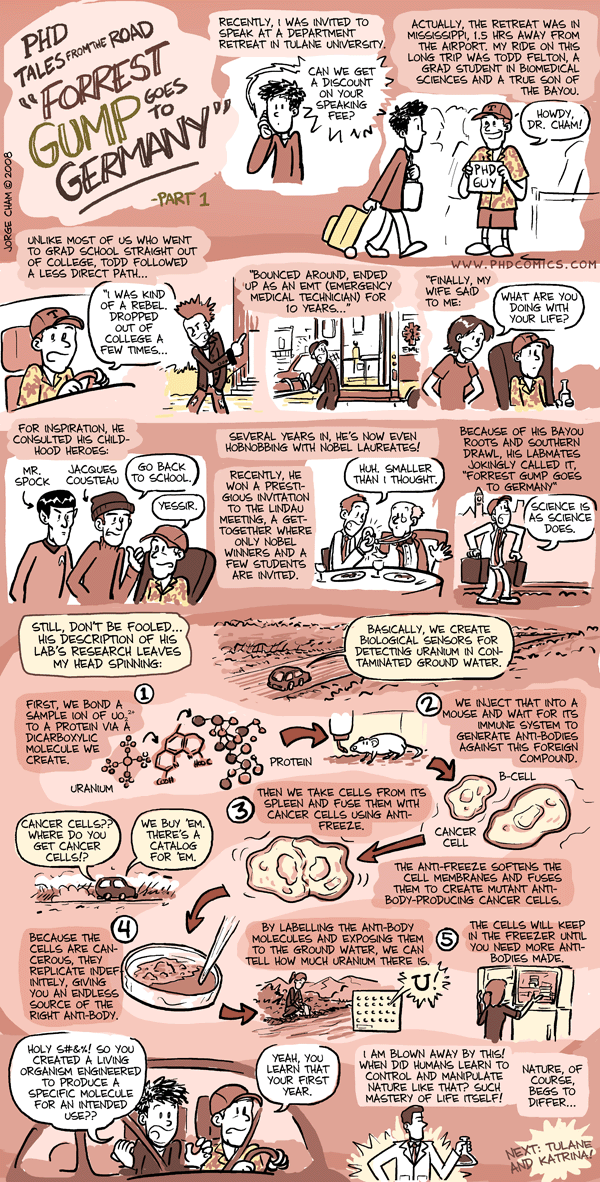 PHD
TALES FROM THE ROAD
"FORREST
GUMP GOES
TO
GERMANY"
-PART 1
JORGE CHAM © 2008
RECENTLY, I WAS INVITED TO
SPEAK AT A DEPARTMENT
RETREAT IN TULANE UNIVERSITY.
CAN WE GET
A DISCOUNT
ON YOUR
SPEAKING
FEE?
ACTUALLY, THE RETREAT WAS IN
MISSISSIPPI, 1.5 HRS AWAY FROM
THE AIRPORT. MY RIDE ON THIS
LONG TRIP WAS TODD FELTON, A
GRAD STUDENT IN BIOMEDICAL
SCIENCES AND A TRUE SON OF
THE BAYOU.
HOWDY,
DR. CHAM!
PHD
GUY
WWW.PHDCOMICS.COM
UNLIKE MOST OF US WHO WENT
TO GRAD SCHOOL STRAIGHT OUT
OF COLLEGE, TODD FOLLOWED
A LESS DIRECT PATH...
"I WAS KIND
OF A REBEL.
DROPPED
OUT OF
COLLEGE A
FEW TIMES...
"BOUNCED AROUND, ENDED
UP AS AN EMT (EMERGENCY
MEDICAL TECHNICIAN) FOR
10 YEARS..."
EMT
"FINALLY, MY
WIFE SAID
TO ME:
WHAT ARE YOU
DOING WITH
YOUR LIFE?
T
FOR INSPIRATION, HE
CONSULTED HIS CHILD-
HOOD HEROES:
MR.
SPOCK
JACQUES
COUSTEAU
GO BACK
TO SCHOOL.
YESSIR.
SEVERAL YEARS IN, HE'S NOW EVEN
HOBNOBBING WITH NOBEL LAUREATES!
RECENTLY, HE
WON A PRESTI-
GIOUS INVITATION
TO THE LINDAU
MEETING, A GET-
TOGETHER WHERE
ONLY NOBEL
WINNERS AND A
FEW STUDENTS
ARE INVITED.
HUH. SMALLER
THAN I THOUGHT.
BECAUSE OF HIS BAYOU
ROOTS AND SOUTHERN
DRAWL, HIS LABMATES
JOKINGLY CALLED IT,
"FORREST GUMP GOES
TO GERMANY"
SCIENCE IS
AS SCIENCE
DOES.
STILL, DON'T BE FOOLED...
HIS DESCRIPTION OF HIS
LAB'S RESEARCH LEAVES
MY HEAD SPINNING:
BASICALLY, WE CREATE
BIOLOGICAL SENSORS FOR
DETECTING URANIUM IN CON-
TAMINATED GROUND WATER.
1
FIRST, WE BOND A
SAMPLE ION OF UO₂²⁺
TO A PROTEIN VIA A
DICARBOXYLIC
MOLECULE WE
CREATE.
URANIUM
COOH
HOOC
PROTEIN
2
WE INJECT THAT INTO A
MOUSE AND WAIT FOR ITS
IMMUNE SYSTEM TO
GENERATE ANTI-BODIES
AGAINST THIS FOREIGN
COMPOUND.
B-CELL
CANCER
CELL
3
THEN WE TAKE CELLS FROM ITS
SPLEEN AND FUSE THEM WITH
CANCER CELLS USING ANTI-
FREEZE.
CANCER CELLS??
WHERE DO YOU
GET CANCER
CELLS!?
WE BUY 'EM.
THERE'S A
CATALOG
FOR 'EM.
THE ANTI-FREEZE SOFTENS THE
CELL MEMBRANES AND FUSES
THEM TO CREATE MUTANT ANTI-
BODY-PRODUCING CANCER CELLS.
4
BECAUSE THE
CELLS ARE CAN-
CEROUS, THEY
REPLICATE INDEF-
INITELY, GIVING
YOU AN ENDLESS
SOURCE OF THE
RIGHT ANTI-BODY.
BY LABELLING THE ANTI-BODY
MOLECULES AND EXPOSING THEM
TO THE GROUND WATER, WE CAN
TELL HOW MUCH URANIUM THERE IS.
U!
5
THE CELLS WILL KEEP
IN THE FREEZER UNTIL
YOU NEED MORE ANTI-
BODIES MADE.
HOLY S#&%! SO YOU
CREATED A LIVING
ORGANISM ENGINEERED
TO PRODUCE A
SPECIFIC MOLECULE
FOR AN INTENDED
USE??
YEAH, YOU
LEARN THAT
YOUR FIRST
YEAR.
I AM BLOWN AWAY BY THIS!
WHEN DID HUMANS LEARN TO
CONTROL AND MANIPULATE
NATURE LIKE THAT? SUCH
MASTERY OF LIFE ITSELF!
NATURE, OF
COURSE,
BEGS TO
DIFFER...
NEXT: TULANE
AND KATRINA!